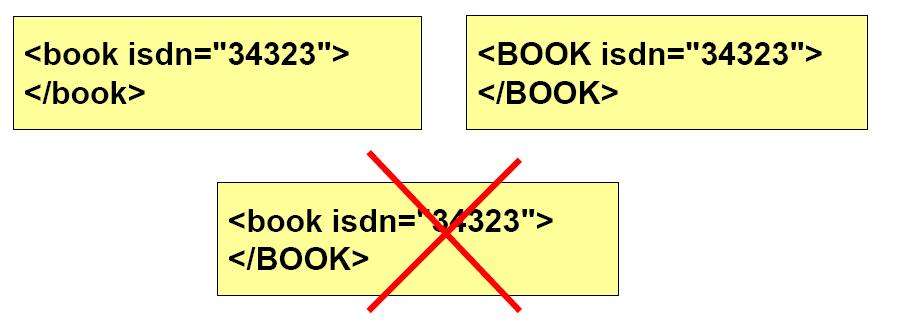 <book isdn="34323">
</book>
<BOOK isdn="34323">
</BOOK>
<book isdn="34323">
</BOOK>